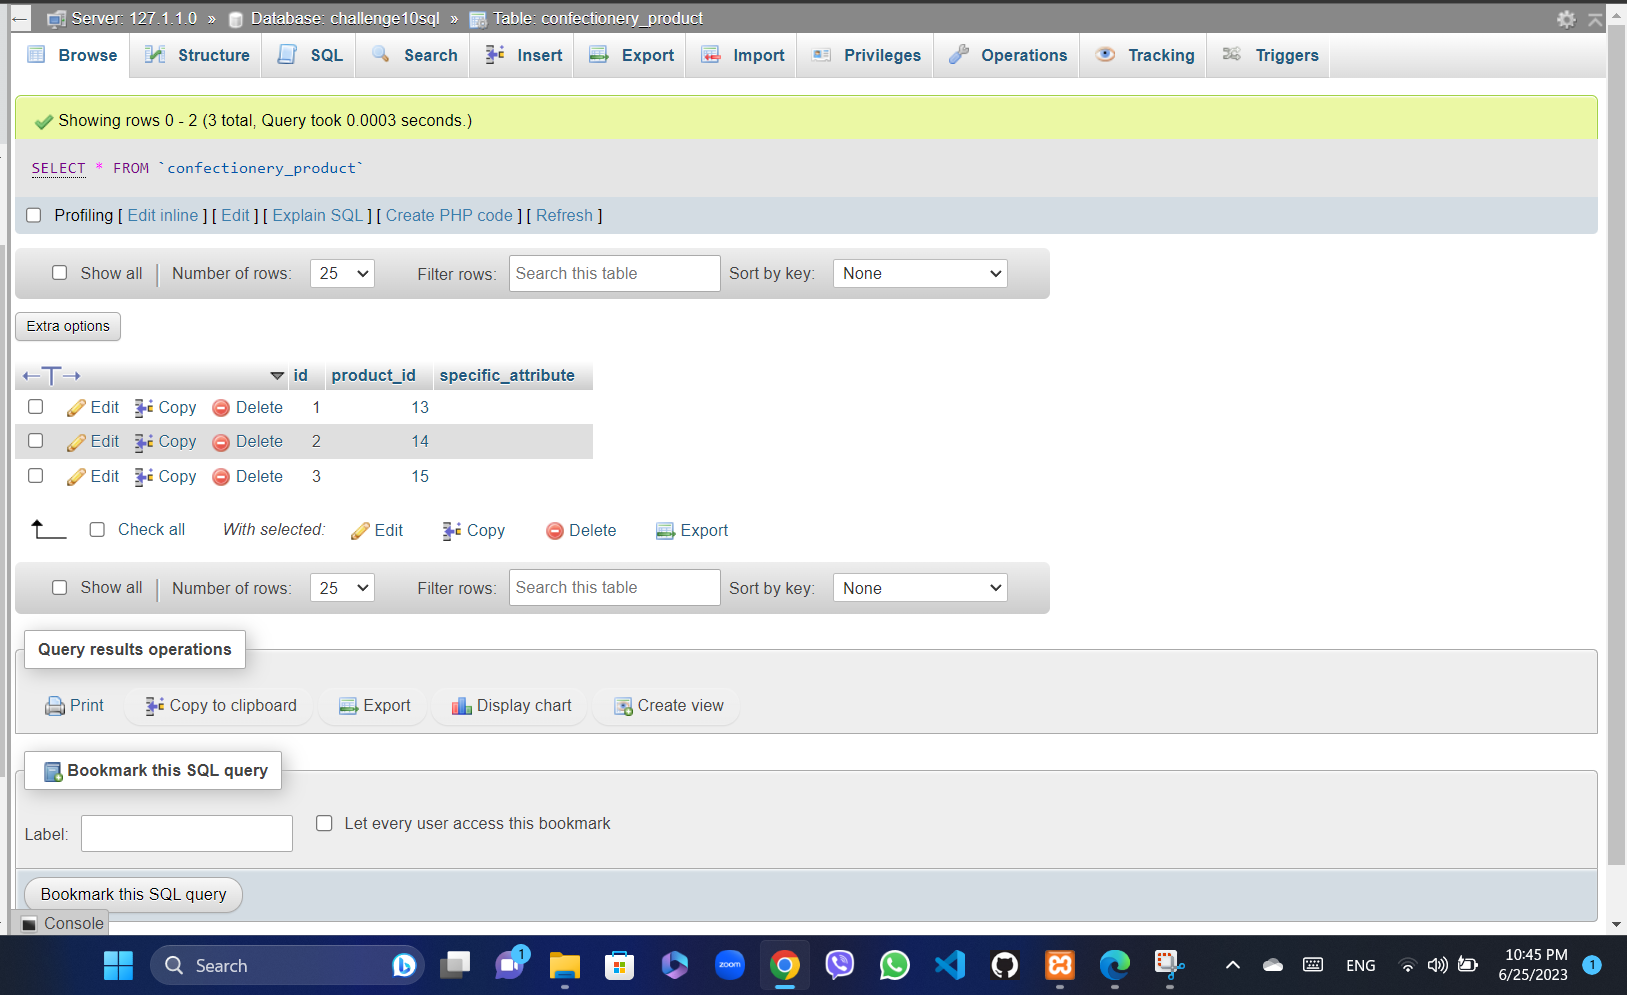 Server: 127.1.1.0 » Database: challenge10sql » Table: confectionery_product
Browse Structure SQL Search Insert Export Import Privileges Operations Tracking Triggers
Showing rows 0 - 2 (3 total, Query took 0.0003 seconds.)
SELECT * FROM `confectionery_product`
Profiling [ Edit inline ] [ Edit ] [ Explain SQL ] [ Create PHP code ] [ Refresh ]
Show all Number of rows: 25 Filter rows: Search this table Sort by key: None
Extra options
id product_id specific_attribute
Edit Copy Delete 1 13
Edit Copy Delete 2 14
Edit Copy Delete 3 15
Check all With selected: Edit Copy Delete Export
Show all Number of rows: 25 Filter rows: Search this table Sort by key: None
Query results operations
Print Copy to clipboard Export Display chart Create view
Bookmark this SQL query
Label: Let every user access this bookmark
Bookmark this SQL query
Console
Search 1 zoom ENG 10:45 PM 1
6/25/2023